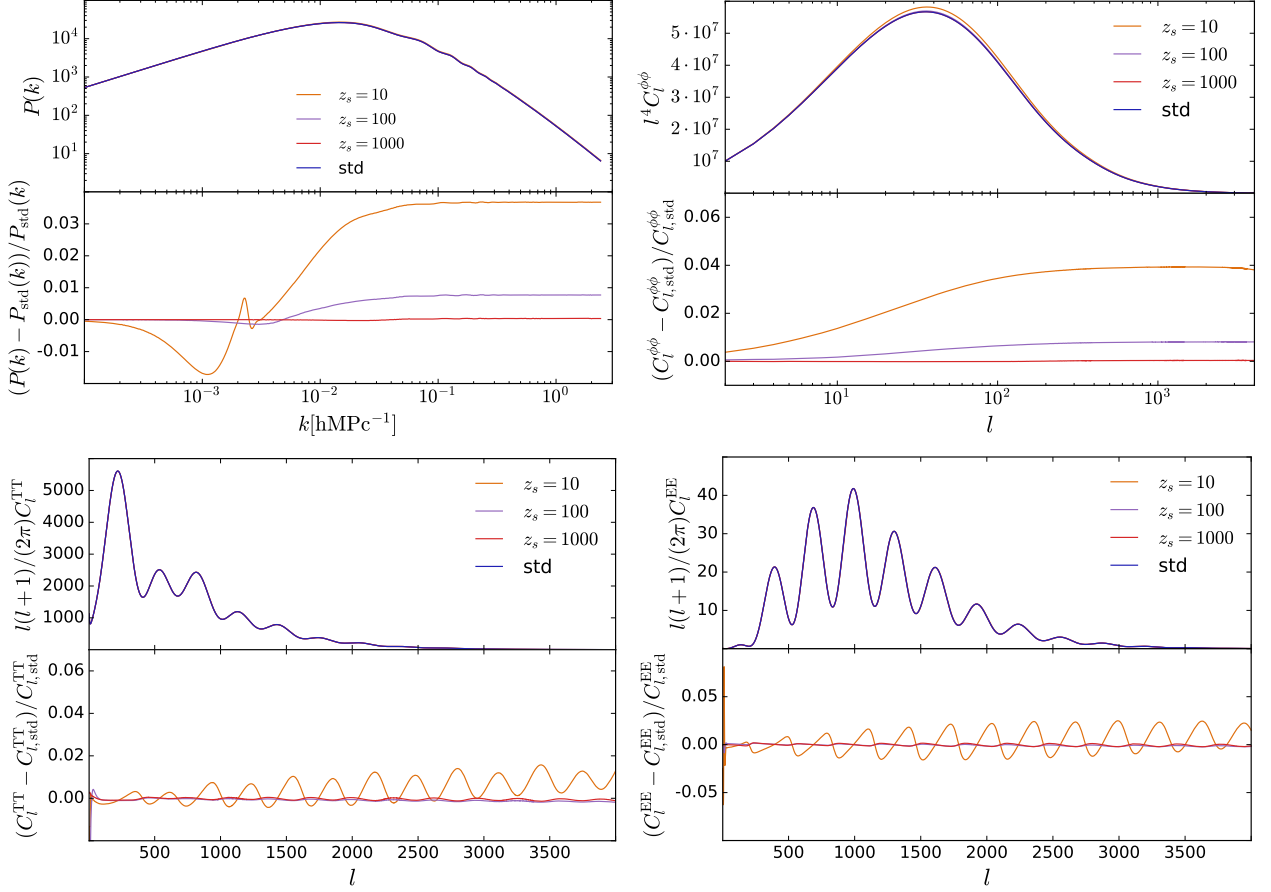 P(k)
10^4
10^3
10^2
10^1
z_s = 10
z_s = 100
z_s = 1000
std
(P(k) − P_std(k))/P_std(k)
0.03
0.02
0.01
0.00
-0.01
10^−3
10^−2
10^−1
10^0
k[hMPc^−1]
l^4 C_l^ϕϕ
5 · 10^7
4 · 10^7
3 · 10^7
2 · 10^7
10^7
z_s = 10
z_s = 100
z_s = 1000
std
(C_l^ϕϕ − C_l,std^ϕϕ)/C_l,std^ϕϕ
0.06
0.04
0.02
0.00
10^1
10^2
10^3
l
l(l + 1)/(2π)C_l^TT
5000
4000
3000
2000
1000
z_s = 10
z_s = 100
z_s = 1000
std
(C_l^TT − C_l,std^TT)/C_l,std^TT
0.06
0.04
0.02
0.00
500
1000
1500
2000
2500
3000
3500
l
l(l + 1)/(2π)C_l^EE
40
30
20
10
z_s = 10
z_s = 100
z_s = 1000
std
(C_l^EE − C_l,std^EE)/C_l,std^EE
0.05
0.00
-0.05
500
1000
1500
2000
2500
3000
3500
l